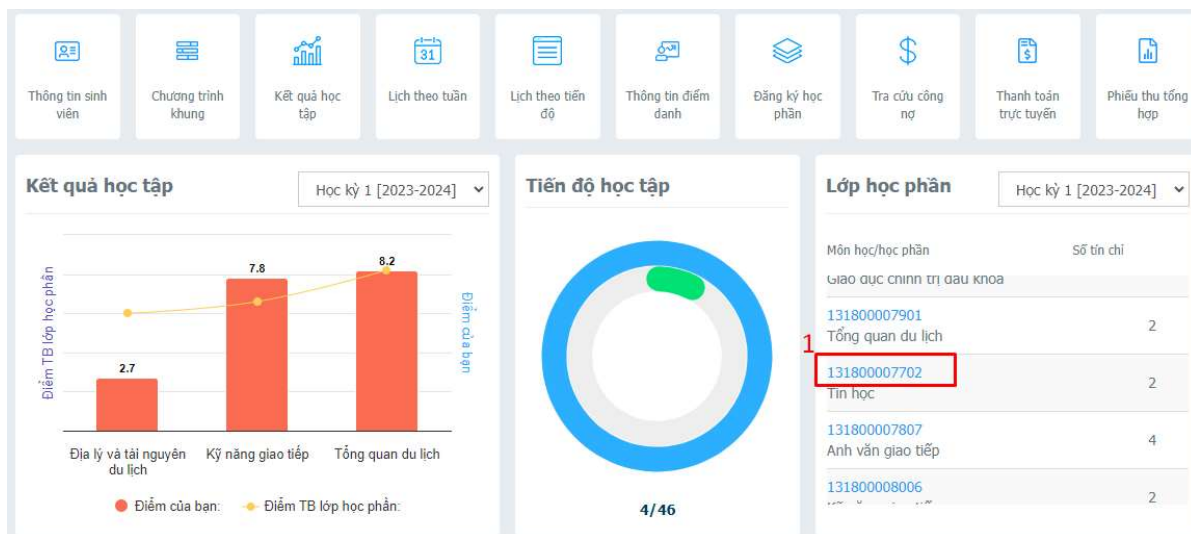 Thông tin sinh
viên
Chương trình
khung
Kết quả học
tập
31
Lịch theo tuần
Lịch theo tiến
độ
Thông tin điểm
danh
Đăng ký học
phần
Tra cứu công
nợ
Thanh toán
trực tuyến
Phiếu thu tổng
hợp
Kết quả học tập
Học kỳ 1 [2023-2024]
Điểm TB lớp học phần
2.7
7.8
8.2
Điểm của bạn
Địa lý và tài nguyên
du lịch
Kỹ năng giao tiếp
Tổng quan du lịch
Điểm của bạn:
Điểm TB lớp học phần:
Tiến độ học tập
4/46
Lớp học phần
Học kỳ 1 [2023-2024]
Môn học/học phần
Số tín chỉ
Giáo dục chính trị đầu khóa
131800007901
Tổng quan du lịch
2
1
131800007702
Tin học
2
131800007807
Anh văn giao tiếp
4
131800008006
2